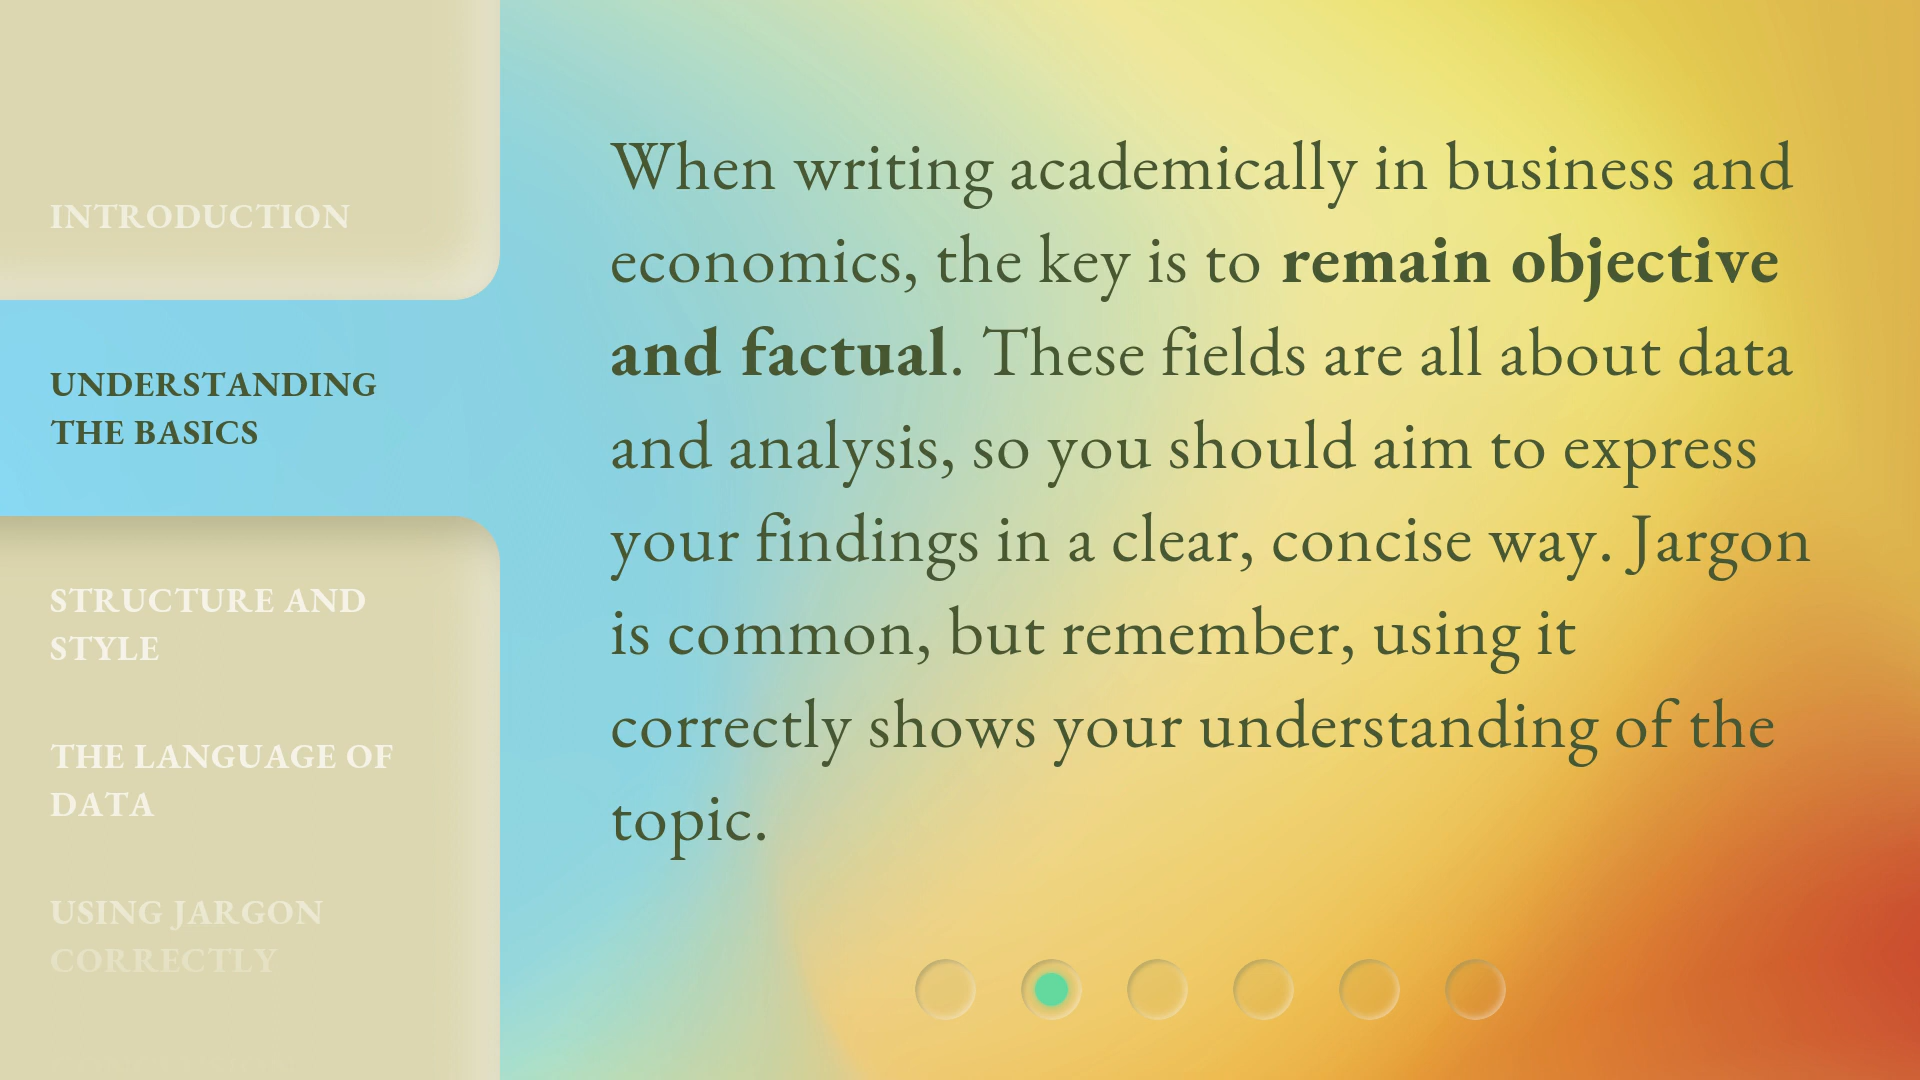 INTRODUCTION
UNDERSTANDING
THE BASICS
STRUCTURE AND
STYLE
THE LANGUAGE OF
DATA
USING JARGON
CORRECTLY
When writing academically in business and
economics, the key is to remain objective
and factual. These fields are all about data
and analysis, so you should aim to express
your findings in a clear, concise way. Jargon
is common, but remember, using it
correctly shows your understanding of the
topic.